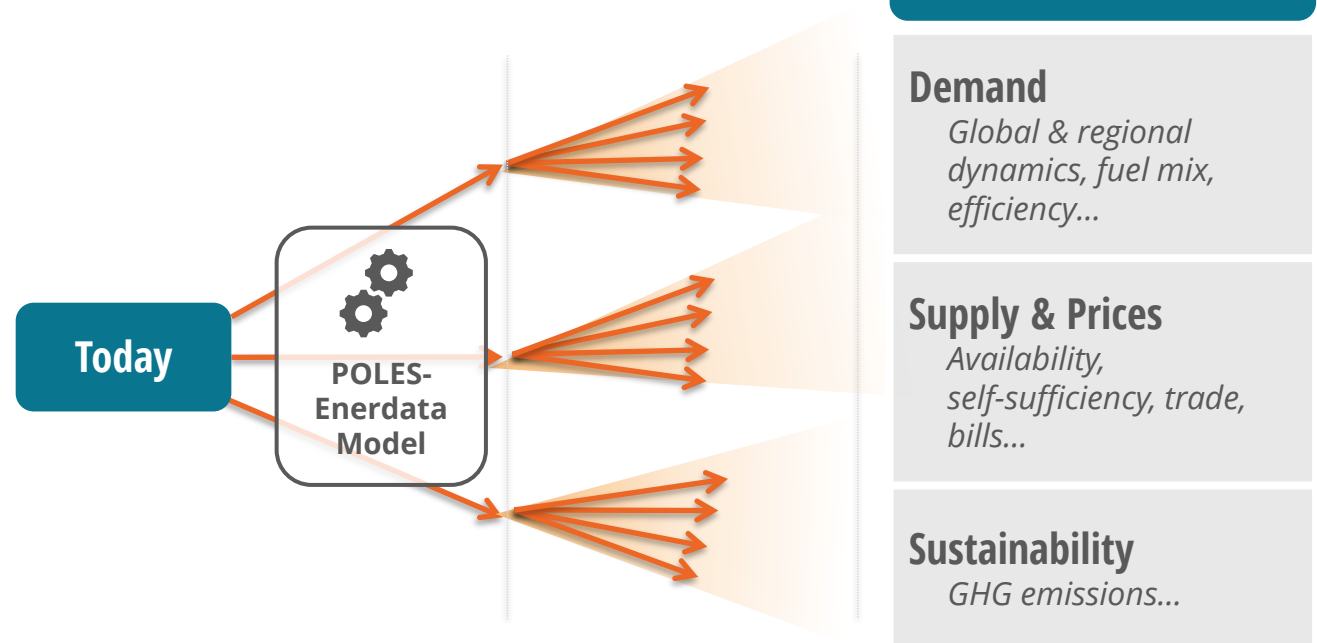 Today
POLES-
Enerdata
Model
Demand
Global & regional
dynamics, fuel mix,
efficiency...
Supply & Prices
Availability,
self-sufficiency, trade,
bills...
Sustainability
GHG emissions...